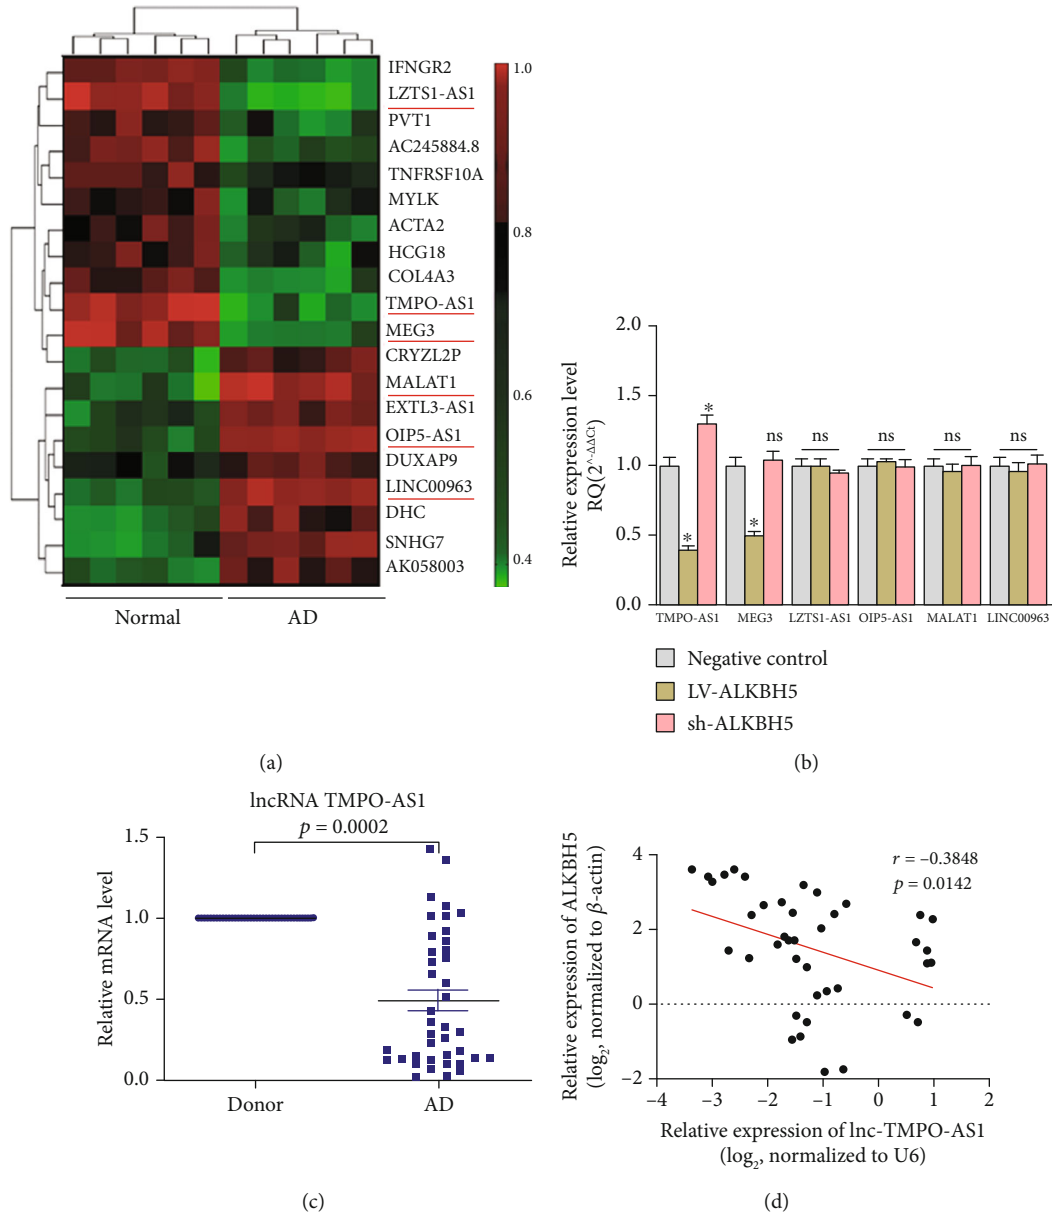 IFNGR2
LZTS1-AS1
PVT1
AC245884.8
TNFRSF10A
MYLK
ACTA2
HCG18
COL4A3
TMPO-AS1
MEG3
CRYZL2P
MALAT1
EXTL3-AS1
OIP5-AS1
DUXAP9
LINC00963
DHC
SNHG7
AK058003
1.0
0.8
0.6
0.4
Normal
AD
(a)
Relative expression level
RQ(2^-ΔΔCt)
2.0
1.5
1.0
0.5
0.0
*
*
*
ns
ns
ns
ns
ns
TMPO-AS1
MEG3
LZTS1-AS1
OIP5-AS1
MALAT1
LINC00963
Negative control
LV-ALKBH5
sh-ALKBH5
(b)
lncRNA TMPO-AS1
p = 0.0002
Relative mRNA level
1.5
1.0
0.5
0.0
Donor
AD
(c)
Relative expression of ALKBH5
(log2, normalized to β-actin)
4
2
0
−2
r = −0.3848
p = 0.0142
−4
−3
−2
−1
0
1
2
Relative expression of lnc-TMPO-AS1
(log2, normalized to U6)
(d)